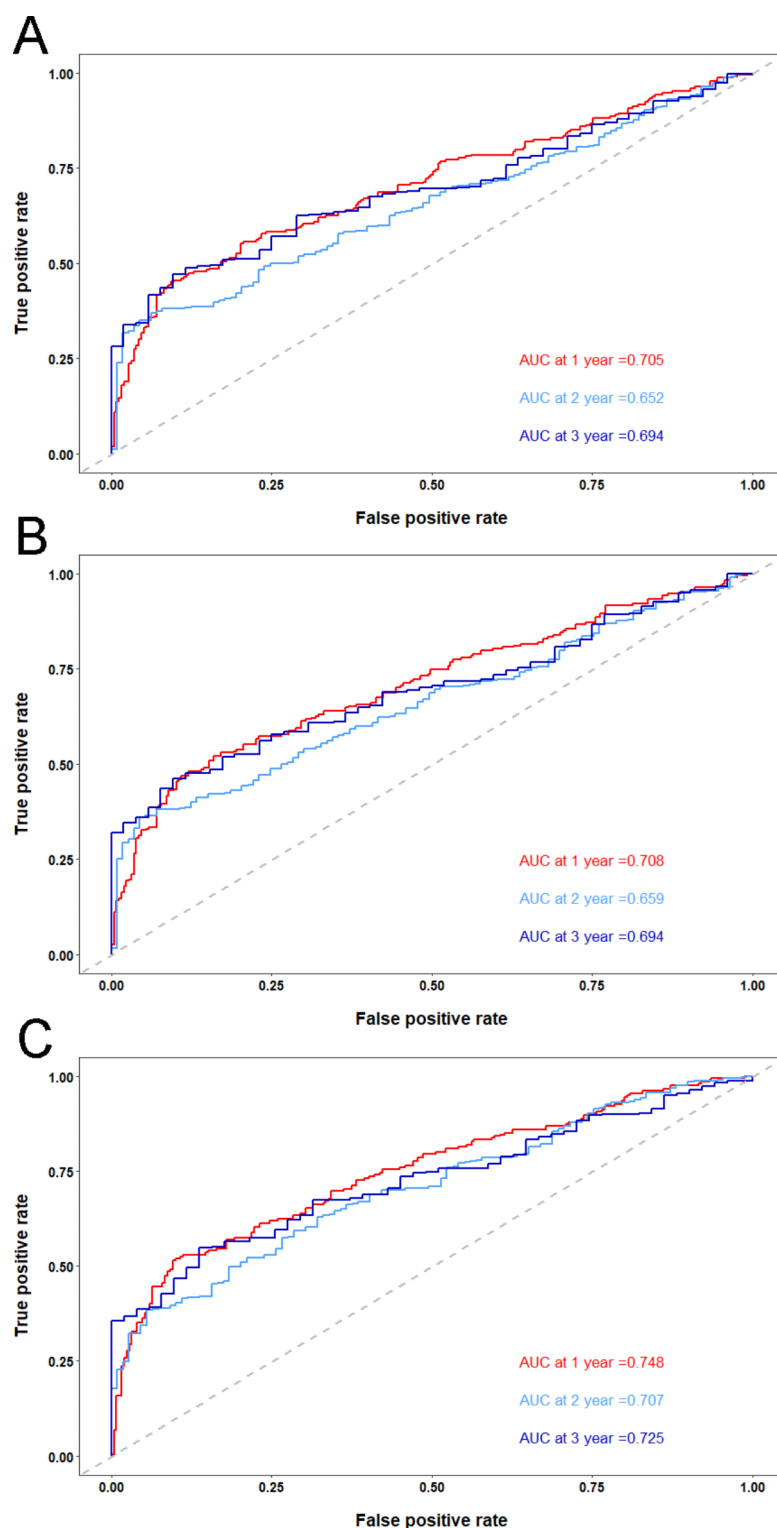 A
1.00
0.75
0.50
0.25
0.00
True positive rate
AUC at 1 year =0.705
AUC at 2 year =0.652
AUC at 3 year =0.694
0.00 0.25 0.50 0.75 1.00
False positive rate
B
1.00
0.75
0.50
0.25
0.00
True positive rate
AUC at 1 year =0.708
AUC at 2 year =0.659
AUC at 3 year =0.694
0.00 0.25 0.50 0.75 1.00
False positive rate
C
1.00
0.75
0.50
0.25
0.00
True positive rate
AUC at 1 year =0.748
AUC at 2 year =0.707
AUC at 3 year =0.725
0.00 0.25 0.50 0.75 1.00
False positive rate